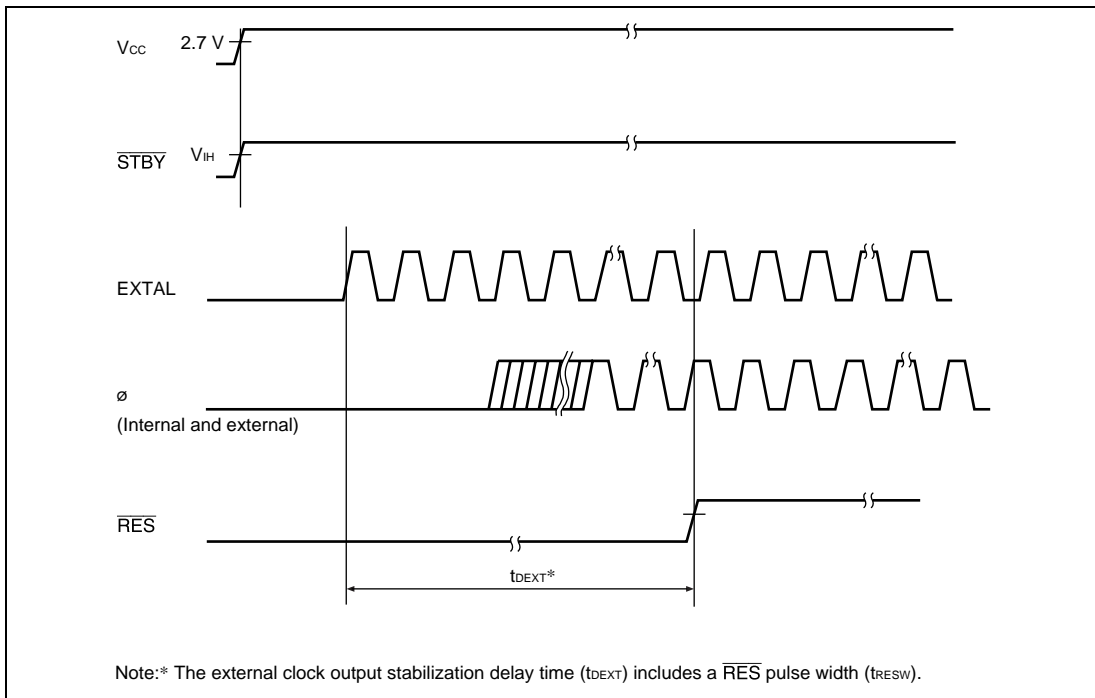 Vcc 2.7 V
STBY VIH
EXTAL
ø
(Internal and external)
RES
tDEXT*
Note:* The external clock output stabilization delay time (tDEXT) includes a RES pulse width (tRESW).